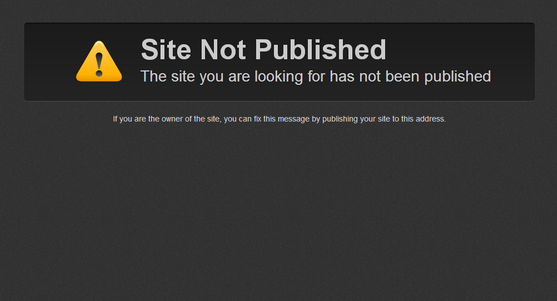 Site Not Published
The site you are looking for has not been published
If you are the owner of the site, you can fix this message by publishing your site to this address.